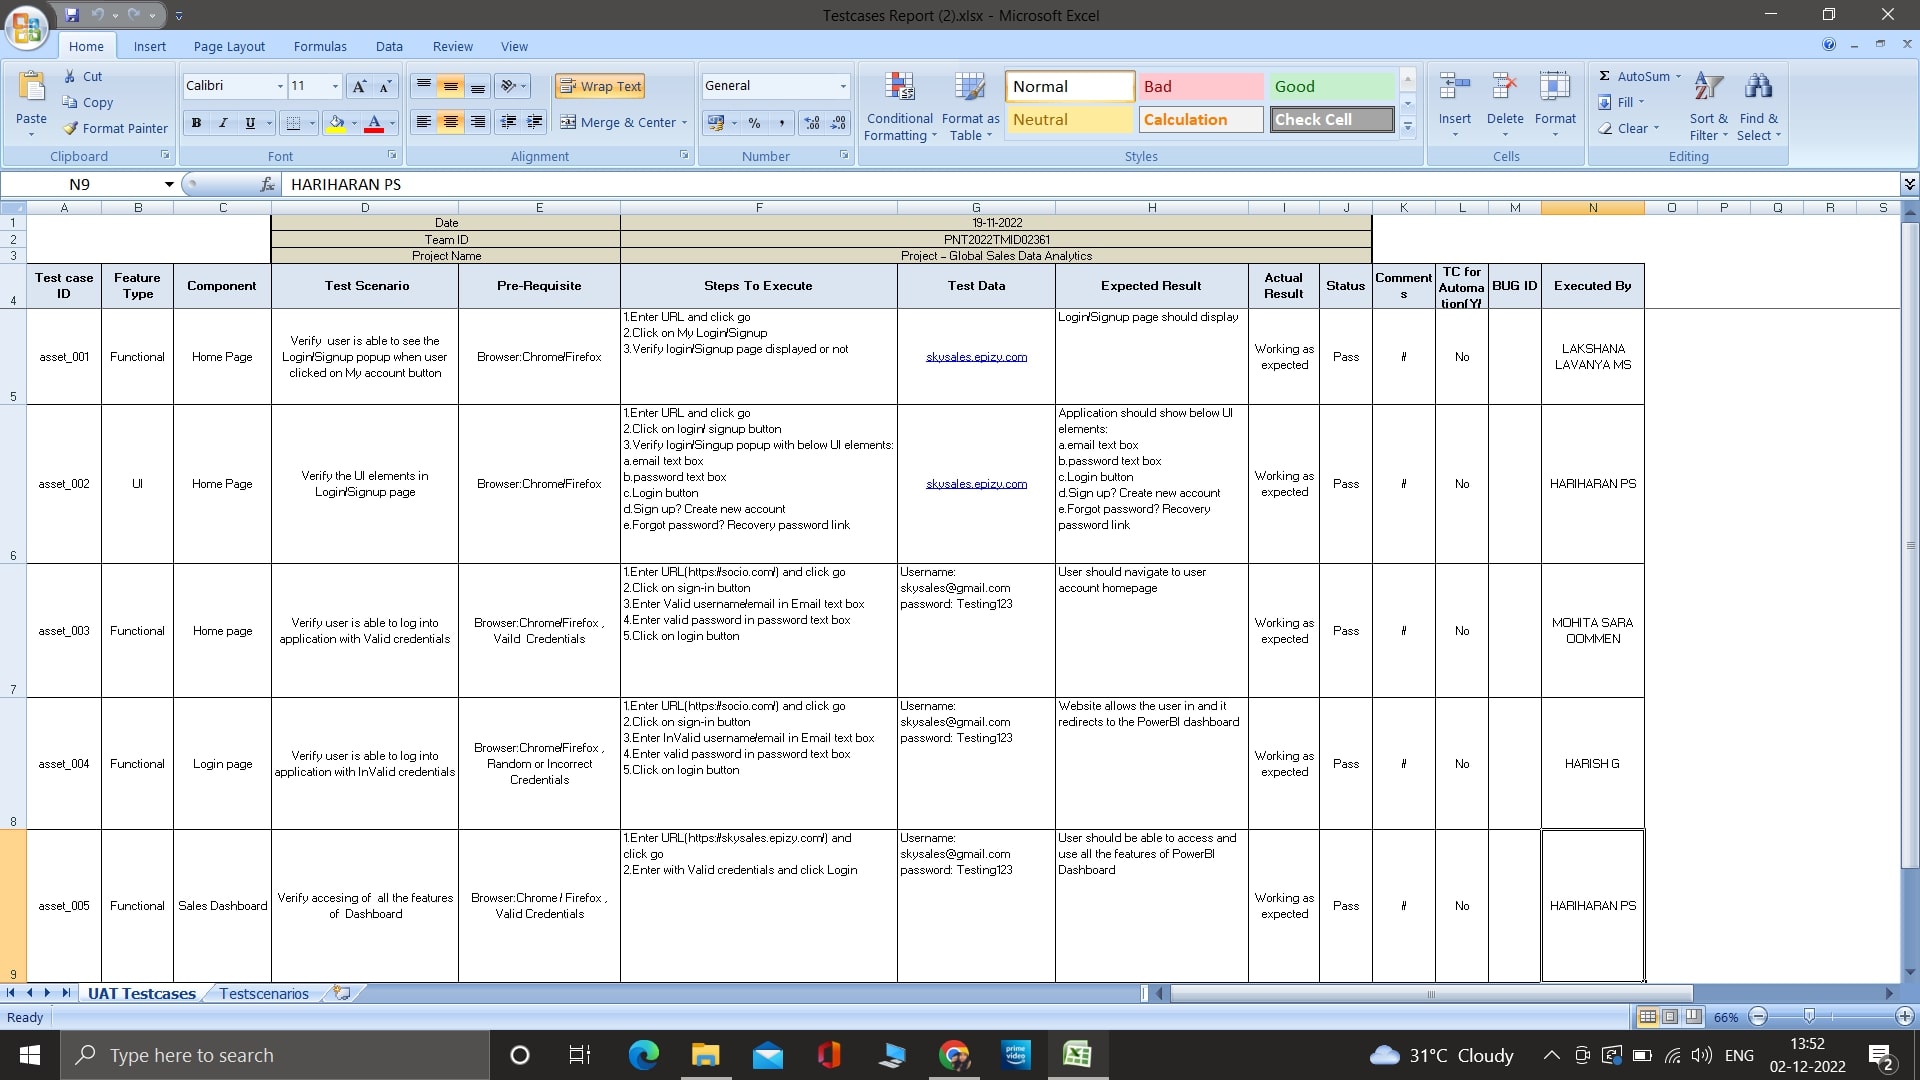 Testcases Report (2).xlsx - Microsoft Excel
Home Insert Page Layout Formulas Data Review View
Paste
Cut
Copy
Format Painter
Clipboard
Calibri 11
B I U
Font
Wrap Text
Merge & Center
Alignment
General
% ,
Number
Conditional Formatting
Format as Table
Normal Bad Good
Neutral Calculation Check Cell
Styles
Insert Delete Format
Cells
Σ AutoSum
Fill
Clear
Sort & Filter
Find & Select
Editing
N9 fx HARIHARAN PS
A B C D E F G H I J K L M N O P Q R S
1 Date 19-11-2022
2 Team ID PNT2022TMID02361
3 Project Name Project – Global Sales Data Analytics
4
Test case ID
Feature Type
Component
Test Scenario
Pre-Requisite
Steps To Execute
Test Data
Expected Result
Actual Result
Status
Comments
TC for Automation(Y/
BUG ID
Executed By
5
asset_001
Functional
Home Page
Verify user is able to see the
Login/Signup popup when user
clicked on My account button
Browser:Chrome/Firefox
1.Enter URL and click go
2.Click on My Login/Signup
3.Verify login/Signup page displayed or not
skysales.epizy.com
Login/Signup page should display
Working as
expected
Pass
#
No
LAKSHANA
LAVANYA MS
6
asset_002
UI
Home Page
Verify the UI elements in
Login/Signup page
Browser:Chrome/Firefox
1.Enter URL and click go
2.Click on login/ signup button
3.Verify login/Singup popup with below UI elements:
a.email text box
b.password text box
c.Login button
d.Sign up? Create new account
e.Forgot password? Recovery password link
skysales.epizy.com
Application should show below UI
elements:
a.email text box
b.password text box
c.Login button
d.Sign up? Create new account
e.Forgot password? Recovery
password link
Working as
expected
Pass
#
No
HARIHARAN PS
7
asset_003
Functional
Home page
Verify user is able to log into
application with Valid credentials
Browser:Chrome/Firefox ,
Vaild Credentials
1.Enter URL(https://socio.com/) and click go
2.Click on sign-in button
3.Enter Valid username/email in Email text box
4.Enter valid password in password text box
5.Click on login button
Username:
skysales@gmail.com
password: Testing123
User should navigate to user
account homepage
Working as
expected
Pass
#
No
MOHITA SARA
OOMMEN
8
asset_004
Functional
Login page
Verify user is able to log into
application with InValid credentials
Browser:Chrome/Firefox ,
Random or Incorrect
Credentials
1.Enter URL(https://socio.com/) and click go
2.Click on sign-in button
3.Enter InValid username/email in Email text box
4.Enter valid password in password text box
5.Click on login button
Username:
skysales@gmail.com
password: Testing123
Website allows the user in and it
redirects to the PowerBI dashboard
Working as
expected
Pass
#
No
HARISH G
9
asset_005
Functional
Sales Dashboard
Verify accesing of all the features
of Dashboard
Browser:Chrome / Firefox ,
Valid Credentials
1.Enter URL(https://skysales.epizy.com/) and
click go
2.Enter with Valid credentials and click Login
Username:
skysales@gmail.com
password: Testing123
User should be able to access and
use all the features of PowerBI
Dashboard
Working as
expected
Pass
#
No
HARIHARAN PS
UAT Testcases Testscenarios
Ready 66%
Type here to search
prime video
31°C Cloudy
ENG
13:52
02-12-2022
2